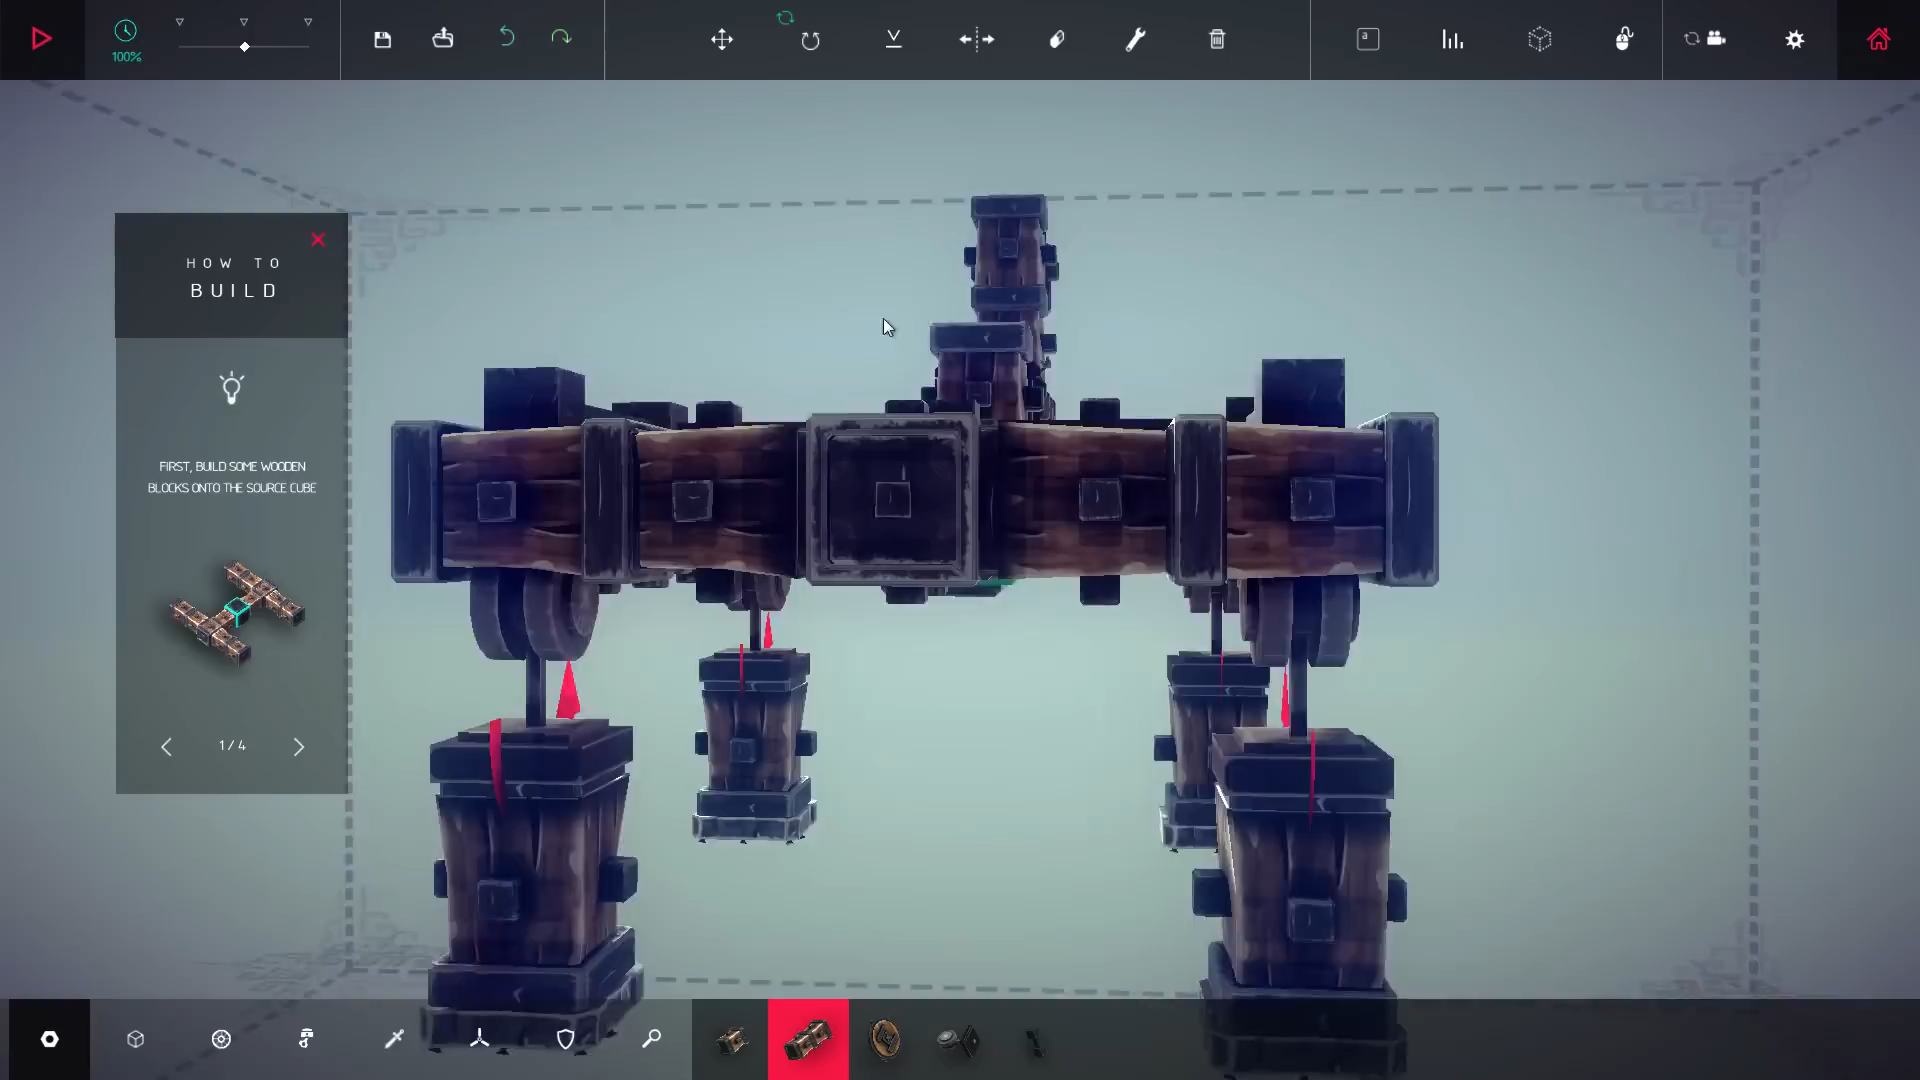 100%
a
HOW TO
BUILD
FIRST, BUILD SOME WOODEN
BLOCKS ONTO THE SOURCE CUBE
1/4